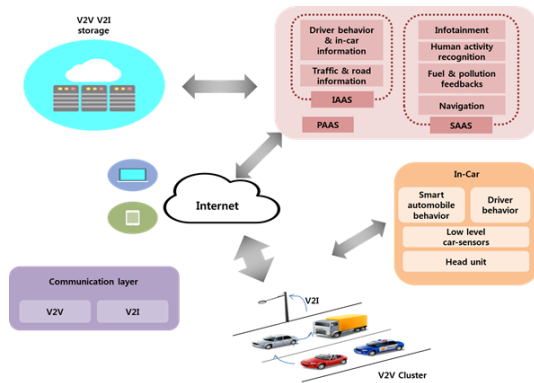 V2V V2I
storage
Driver behavior
& in-car
information
Traffic & road
information
IAAS
PAAS
Infotainment
Human activity
recognition
Fuel & pollution
feedbacks
Navigation
SAAS
Internet
In-Car
Smart
automobile
behavior
Driver
behavior
Low level
car-sensors
Head unit
Communication layer
V2V
V2I
V2I
V2V Cluster